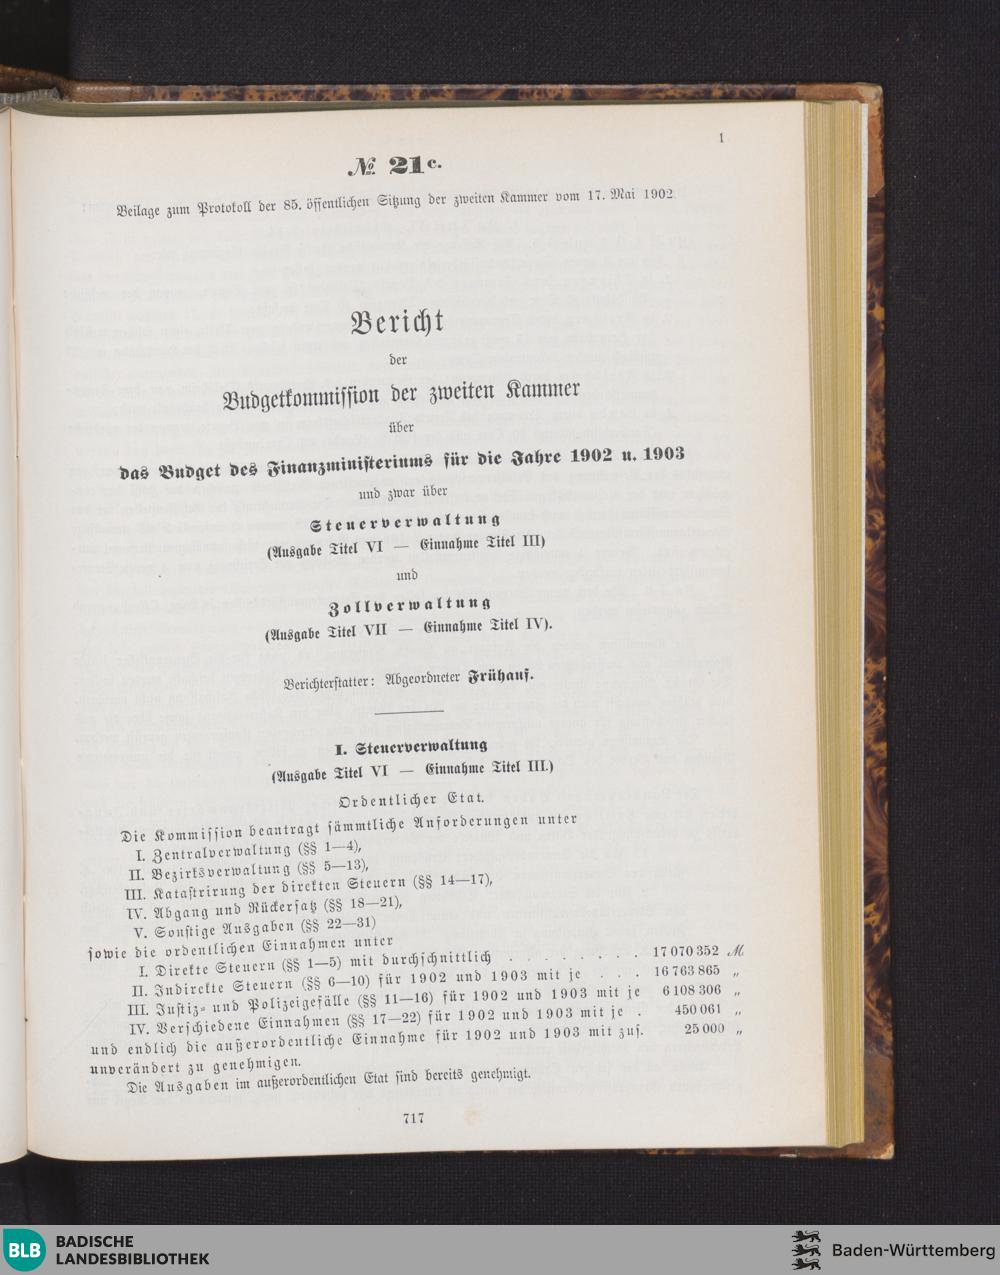 1
№ 21c.
Beilage zum Protokoll der 85. öffentlichen Sitzung der zweiten Kammer vom 17. Mai 1902.
Bericht
der
Budgetkommission der zweiten Kammer
über
das Budget des Finanzministeriums für die Jahre 1902 u. 1903
und zwar über
Steuerverwaltung
(Ausgabe Titel VI — Einnahme Titel III)
und
Zollverwaltung
(Ausgabe Titel VII — Einnahme Titel IV).
Berichterstatter: Abgeordneter Frühauf.
I. Steuerverwaltung
(Ausgabe Titel VI — Einnahme Titel III.)
Ordentlicher Etat.
Die Kommission beantragt sämmtliche Anforderungen unter
I. Zentralverwaltung (§§ 1—4),
II. Bezirksverwaltung (§§ 5—13),
III. Katastrirung der direkten Steuern (§§ 14—17),
IV. Abgang und Rückersatz (§§ 18—21),
V. Sonstige Ausgaben (§§ 22—31)
sowie die ordentlichen Einnahmen unter
I. Direkte Steuern (§§ 1—5) mit durchschnittlich . . . . . . . . 17 070 352 ℳ
II. Indirekte Steuern (§§ 6—10) für 1902 und 1903 mit je . . . 16 763 865 „
III. Justiz- und Polizeigefälle (§§ 11—16) für 1902 und 1903 mit je 6 108 306 „
IV. Verschiedene Einnahmen (§§ 17—22) für 1902 und 1903 mit je . 450 061 „
und endlich die außerordentliche Einnahme für 1902 und 1903 mit zus. 25 000 „
unverändert zu genehmigen.
Die Ausgaben im außerordentlichen Etat sind bereits genehmigt.
717
BLB BADISCHE
LANDESBIBLIOTHEK
Baden-Württemberg